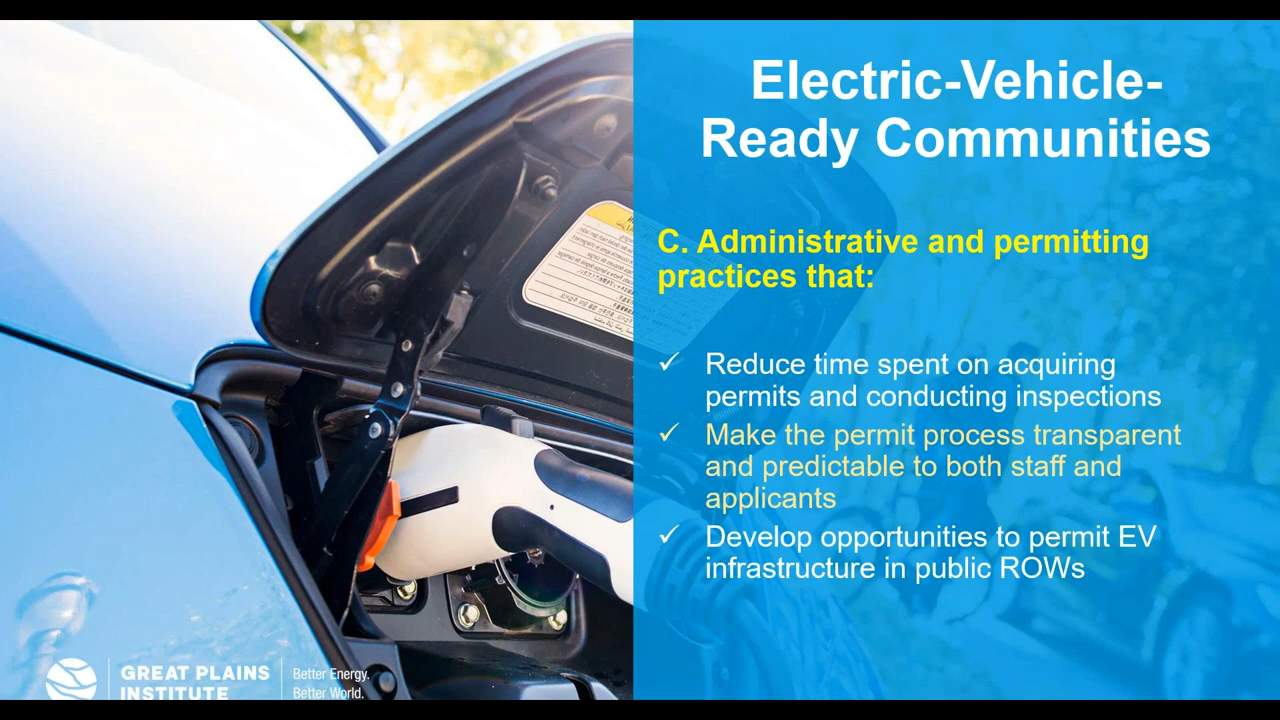 Electric-Vehicle-
Ready Communities
C. Administrative and permitting
practices that:
✓ Reduce time spent on acquiring
permits and conducting inspections
✓ Make the permit process transparent
and predictable to both staff and
applicants
✓ Develop opportunities to permit EV
infrastructure in public ROWs
GREAT PLAINS
INSTITUTE
Better Energy.
Better World.